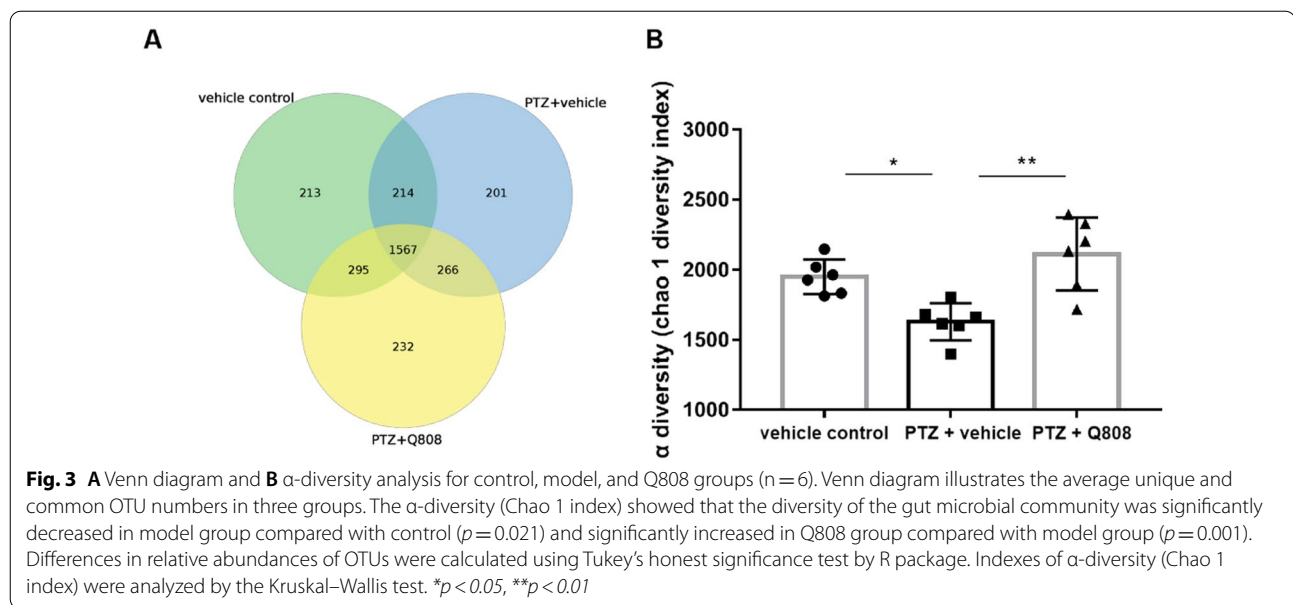 A
vehicle control
PTZ+vehicle
213
214
201
1567
295
266
232
PTZ+Q808
B
α diversity (chao 1 diversity index)
3000
2500
2000
1500
1000
*
**
vehicle control
PTZ + vehicle
PTZ + Q808
Fig. 3 A Venn diagram and B α-diversity analysis for control, model, and Q808 groups (n = 6). Venn diagram illustrates the average unique and
common OTU numbers in three groups. The α-diversity (Chao 1 index) showed that the diversity of the gut microbial community was significantly
decreased in model group compared with control (p = 0.021) and significantly increased in Q808 group compared with model group (p = 0.001).
Differences in relative abundances of OTUs were calculated using Tukey’s honest significance test by R package. Indexes of α-diversity (Chao 1
index) were analyzed by the Kruskal–Wallis test. *p < 0.05, **p < 0.01